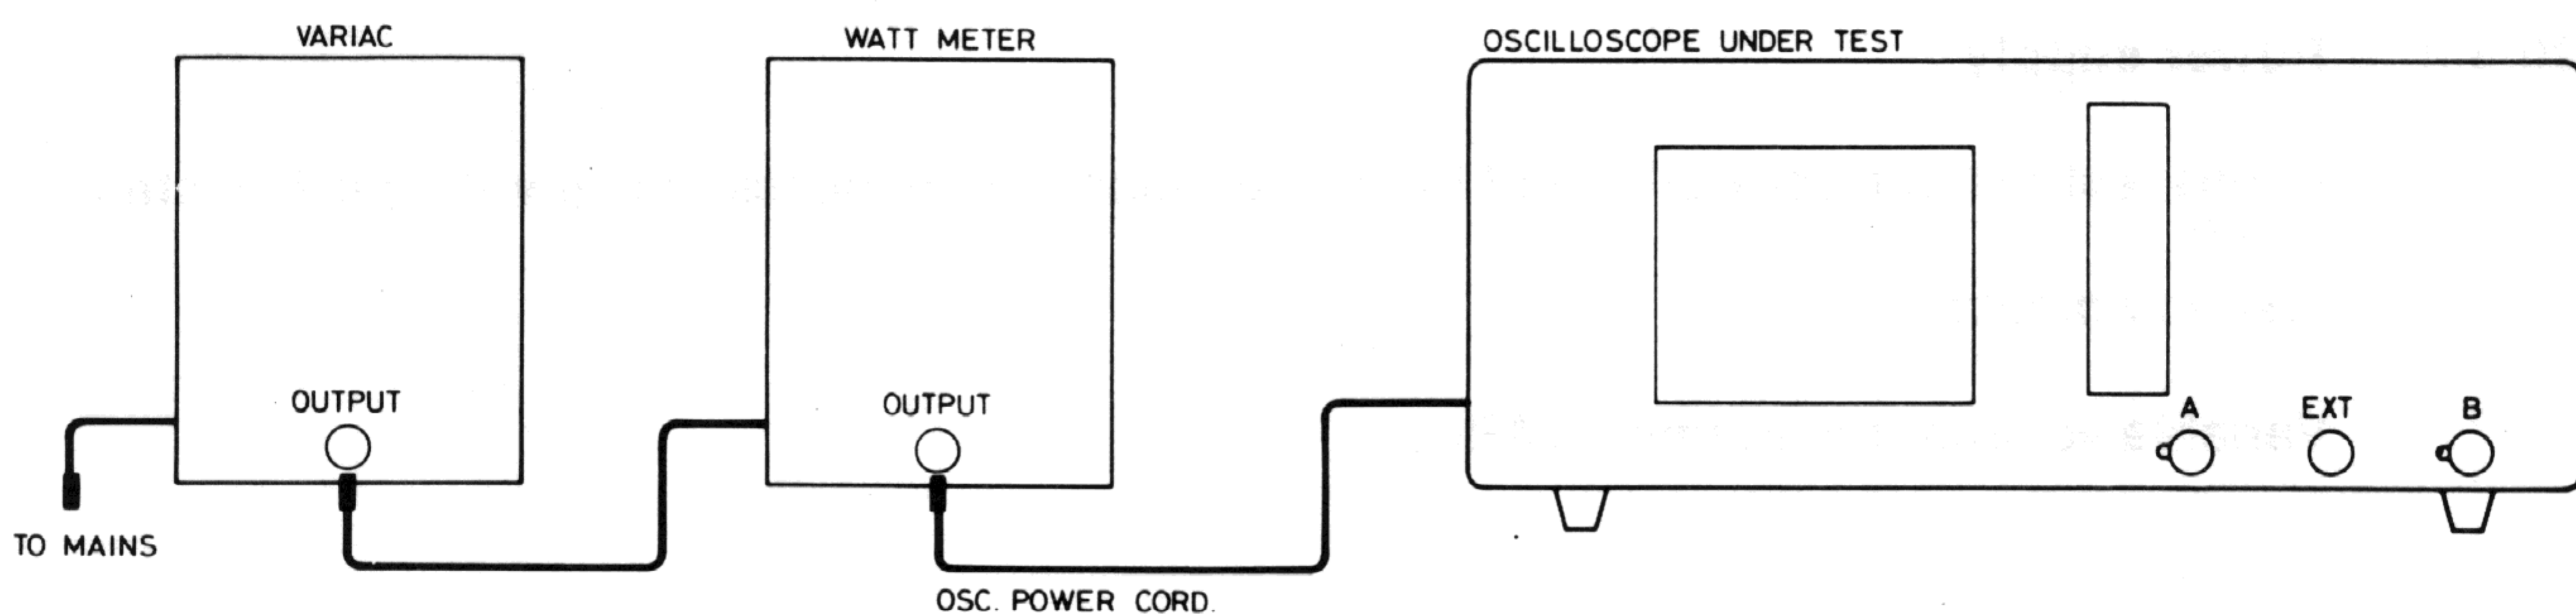 VARIAC
WATT METER
OSCILLOSCOPE UNDER TEST
OUTPUT
OUTPUT
A
EXT
B
TO MAINS
OSC. POWER CORD.